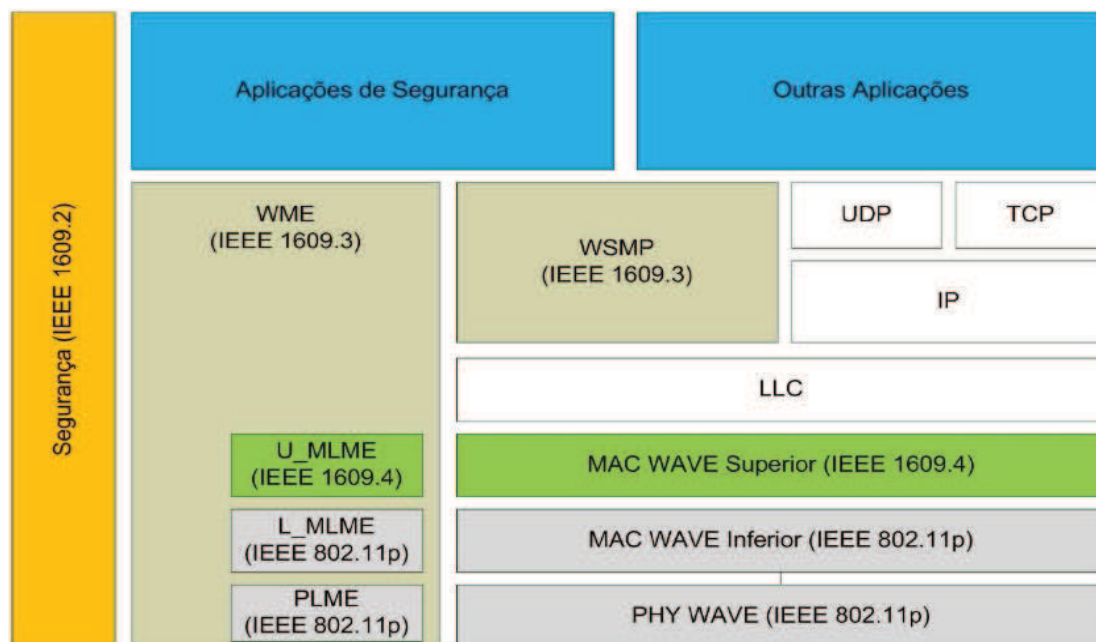 Segurança (IEEE 1609.2)
Aplicações de Segurança
Outras Aplicações
WME
(IEEE 1609.3)
WSMP
(IEEE 1609.3)
UDP
TCP
IP
LLC
U_MLME
(IEEE 1609.4)
MAC WAVE Superior (IEEE 1609.4)
L_MLME
(IEEE 802.11p)
MAC WAVE Inferior (IEEE 802.11p)
PLME
(IEEE 802.11p)
PHY WAVE (IEEE 802.11p)